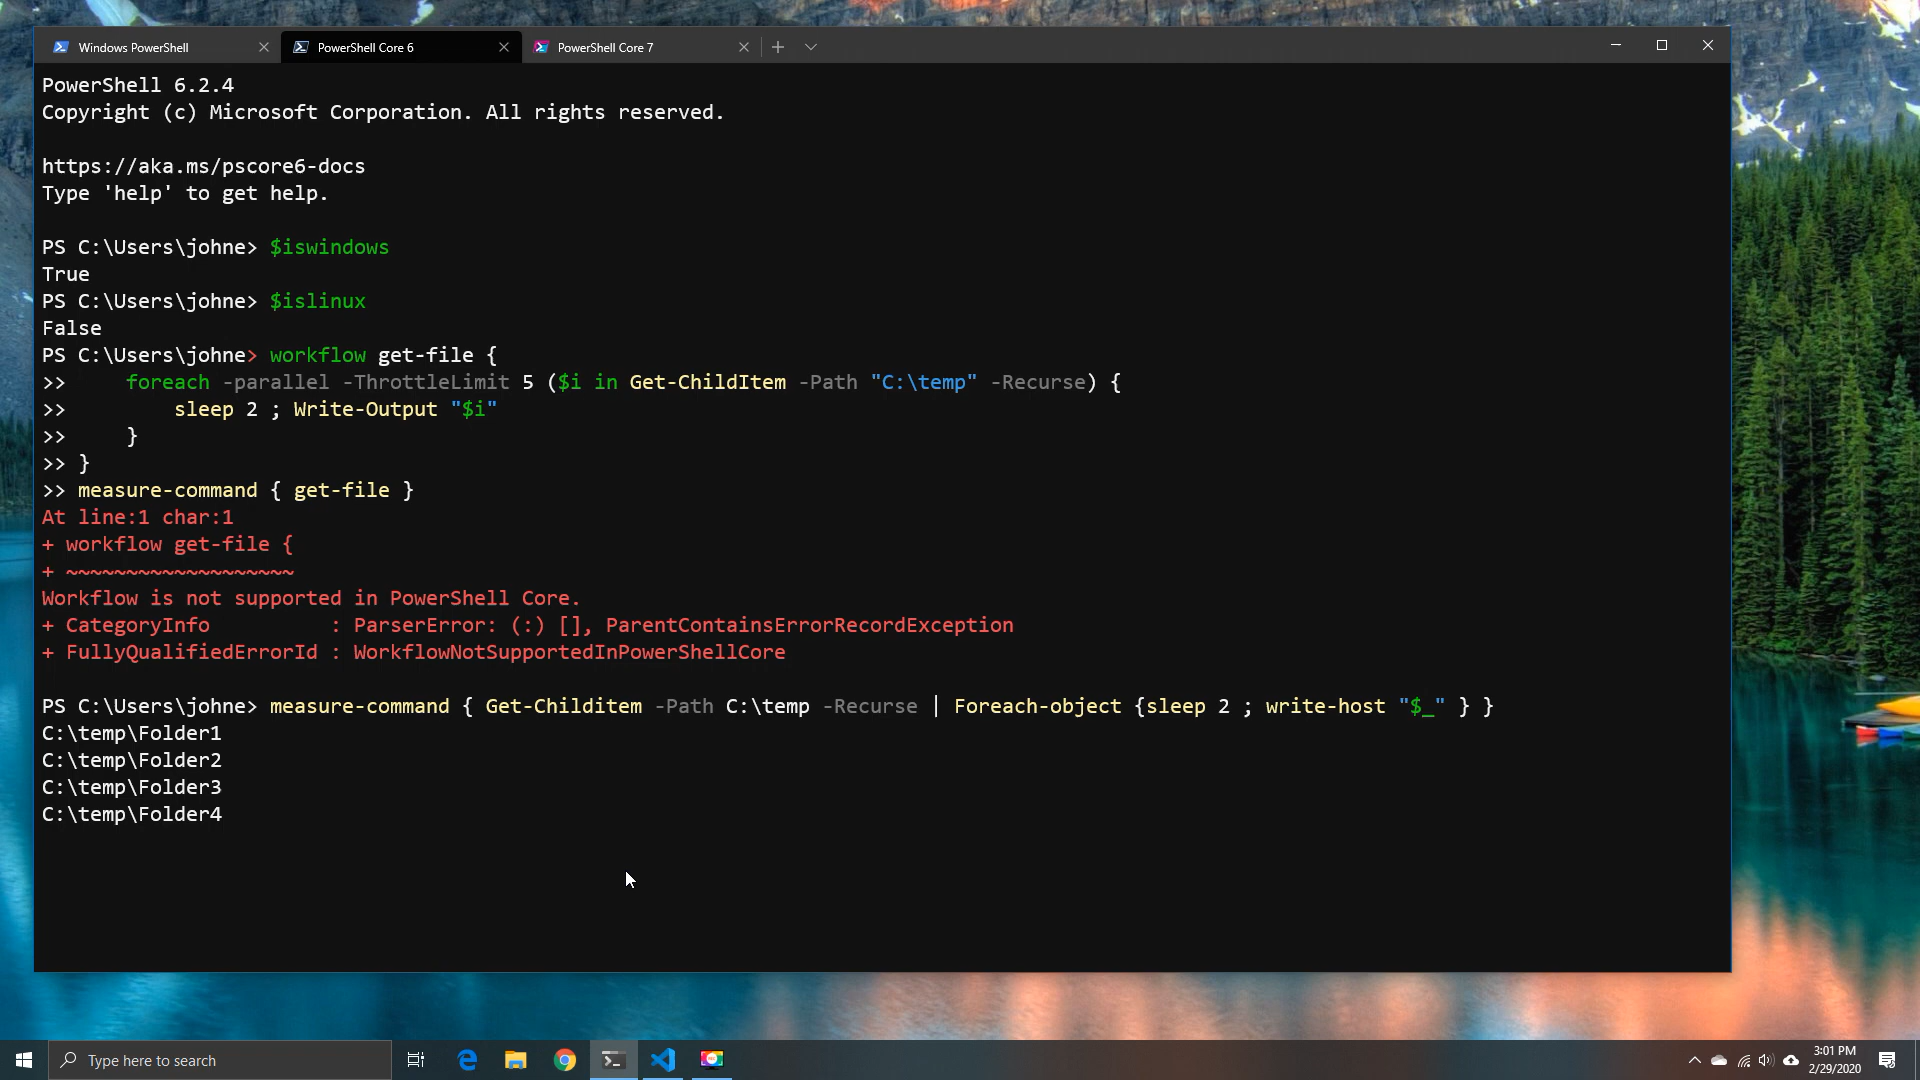 Windows PowerShell
PowerShell Core 6
PowerShell Core 7
PowerShell 6.2.4
Copyright (c) Microsoft Corporation. All rights reserved.
https://aka.ms/pscore6-docs
Type 'help' to get help.
PS C:\Users\johne> $iswindows
True
PS C:\Users\johne> $islinux
False
PS C:\Users\johne> workflow get-file {
>>     foreach -parallel -ThrottleLimit 5 ($i in Get-ChildItem -Path "C:\temp" -Recurse) {
>>         sleep 2 ; Write-Output "$i"
>>     }
>> }
>> measure-command { get-file }
At line:1 char:1
+ workflow get-file {
+ ~~~~~~~~~~~~~~~~~~~
Workflow is not supported in PowerShell Core.
+ CategoryInfo          : ParserError: (:) [], ParentContainsErrorRecordException
+ FullyQualifiedErrorId : WorkflowNotSupportedInPowerShellCore
PS C:\Users\johne> measure-command { Get-Childitem -Path C:\temp -Recurse | Foreach-object {sleep 2 ; write-host "$_" } }
C:\temp\Folder1
C:\temp\Folder2
C:\temp\Folder3
C:\temp\Folder4
Type here to search
3:01 PM
2/29/2020